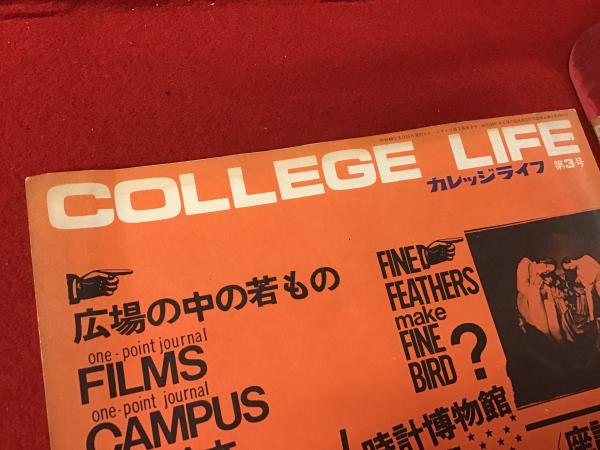 COLLEGE LIFE
カレッジライフ
第3号
広場の中の若もの
one-point journal
FILMS
one-point journal
CAMPUS
FINED
FEATHERS
make
FINE
BIRD?
時計博物館